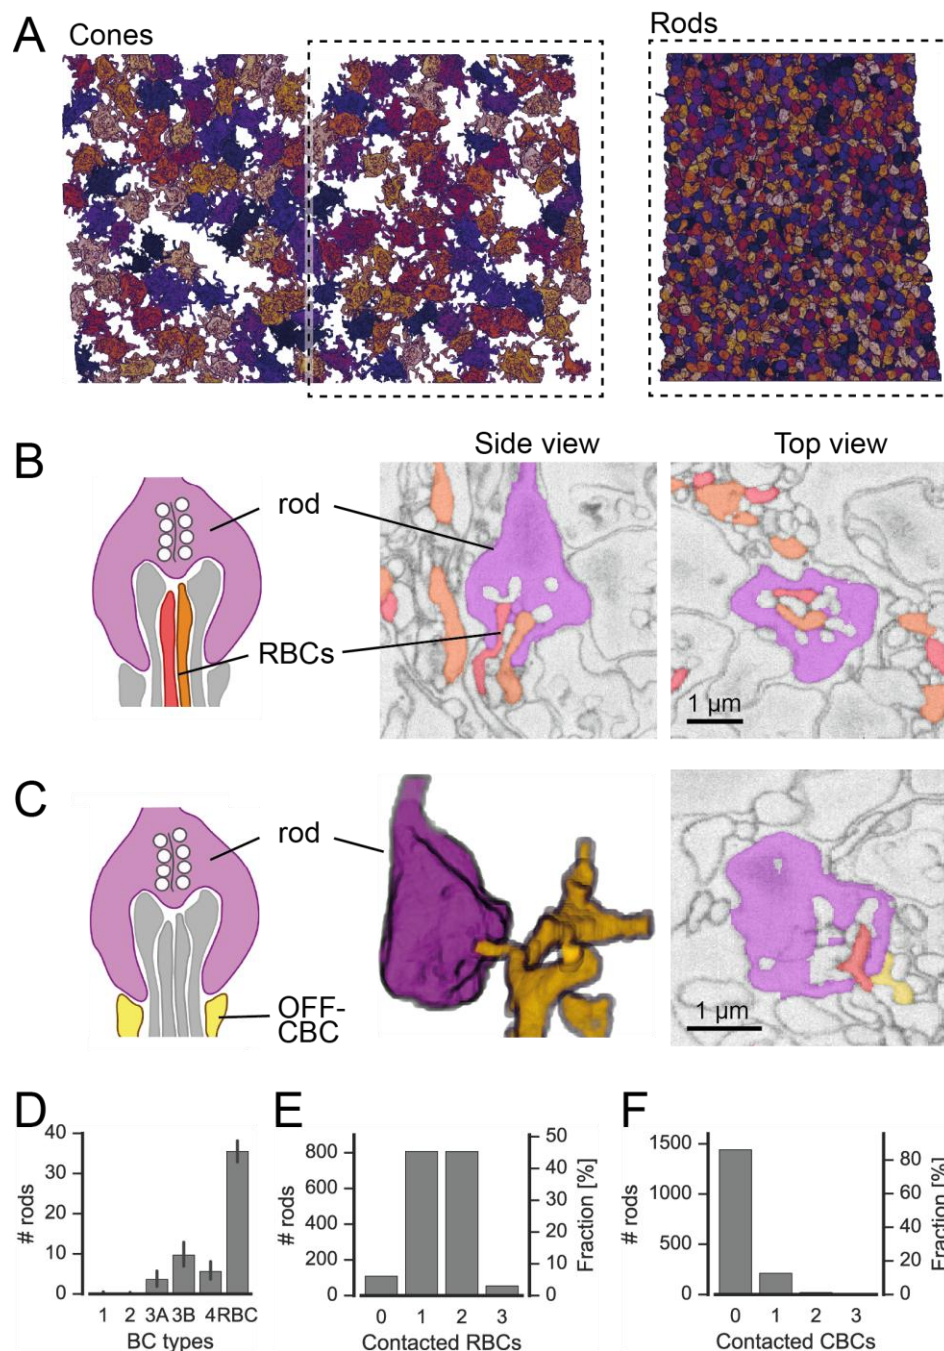 A
Cones
Rods
B
Side view
Top view
rod
RBCs
1 µm
C
rod
OFF-
CBC
1 µm
D
E
F
40
30
20
10
0
# rods
1 2 3A 3B 4 RBC
BC types
800
600
400
200
0
# rods
50
40
30
20
10
0
Fraction [%]
0 1 2 3
Contacted RBCs
1500
1000
500
0
# rods
80
60
40
20
0
Fraction [%]
0 1 2 3
Contacted CBCs